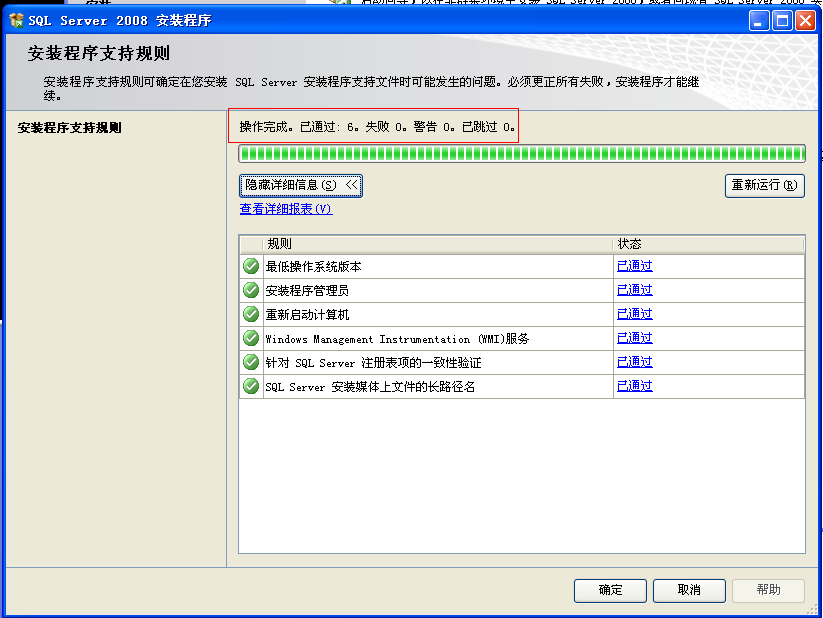 SQL Server 2008 安装程序
安装程序支持规则
安装程序支持规则可确定在您安装 SQL Server 安装程序支持文件时可能发生的问题。必须更正所有失败,安装程序才能继
续。
安装程序支持规则
操作完成。已通过: 6。失败 0。警告 0。已跳过 0。
隐藏详细信息(S) <<
重新运行(R)
查看详细报表(V)
规则 状态
最低操作系统版本 已通过
安装程序管理员 已通过
重新启动计算机 已通过
Windows Management Instrumentation (WMI)服务 已通过
针对 SQL Server 注册表项的一致性验证 已通过
SQL Server 安装媒体上文件的长路径名 已通过
确定 取消 帮助